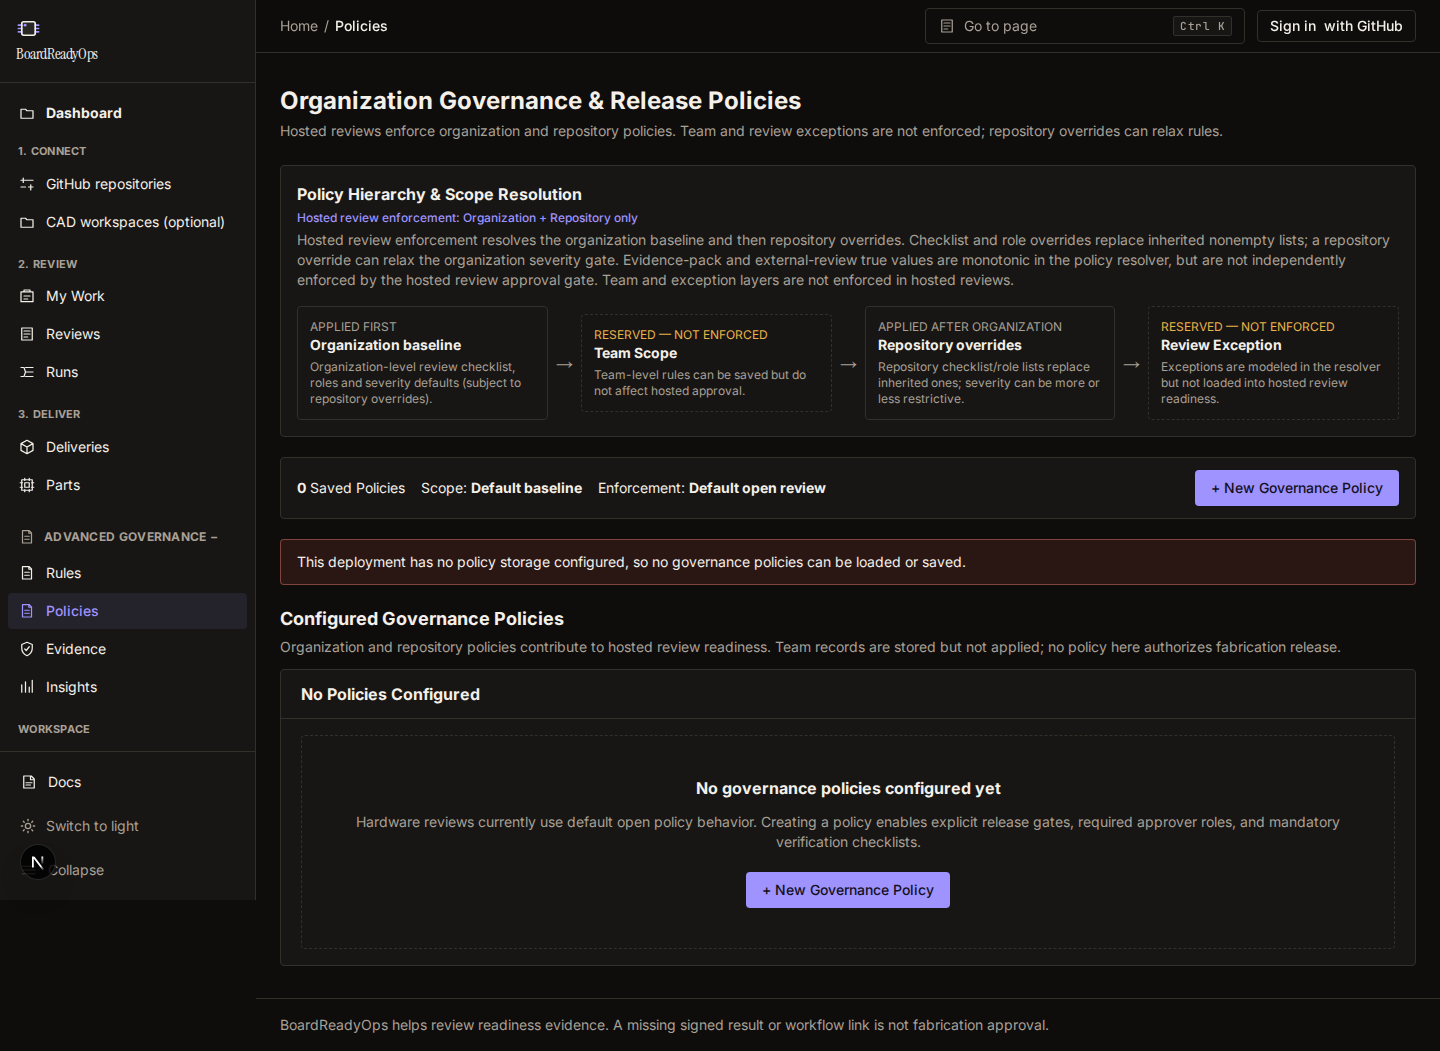 BoardReadyOps
Dashboard
1. CONNECT
GitHub repositories
CAD workspaces (optional)
2. REVIEW
My Work
Reviews
Runs
3. DELIVER
Deliveries
Parts
ADVANCED GOVERNANCE –
Rules
Policies
Evidence
Insights
WORKSPACE
Docs
Switch to light
N
Collapse
Home / Policies
Go to page
Ctrl K
Sign in with GitHub
Organization Governance & Release Policies
Hosted reviews enforce organization and repository policies. Team and review exceptions are not enforced; repository overrides can relax rules.
Policy Hierarchy & Scope Resolution
Hosted review enforcement: Organization + Repository only
Hosted review enforcement resolves the organization baseline and then repository overrides. Checklist and role overrides replace inherited nonempty lists; a repository
override can relax the organization severity gate. Evidence-pack and external-review true values are monotonic in the policy resolver, but are not independently
enforced by the hosted review approval gate. Team and exception layers are not enforced in hosted reviews.
APPLIED FIRST
Organization baseline
Organization-level review checklist,
roles and severity defaults (subject to
repository overrides).
→
RESERVED — NOT ENFORCED
Team Scope
Team-level rules can be saved but do
not affect hosted approval.
→
APPLIED AFTER ORGANIZATION
Repository overrides
Repository checklist/role lists replace
inherited ones; severity can be more or
less restrictive.
→
RESERVED — NOT ENFORCED
Review Exception
Exceptions are modeled in the resolver
but not loaded into hosted review
readiness.
0 Saved Policies Scope: Default baseline Enforcement: Default open review
+ New Governance Policy
This deployment has no policy storage configured, so no governance policies can be loaded or saved.
Configured Governance Policies
Organization and repository policies contribute to hosted review readiness. Team records are stored but not applied; no policy here authorizes fabrication release.
No Policies Configured
No governance policies configured yet
Hardware reviews currently use default open policy behavior. Creating a policy enables explicit release gates, required approver roles, and mandatory
verification checklists.
+ New Governance Policy
BoardReadyOps helps review readiness evidence. A missing signed result or workflow link is not fabrication approval.